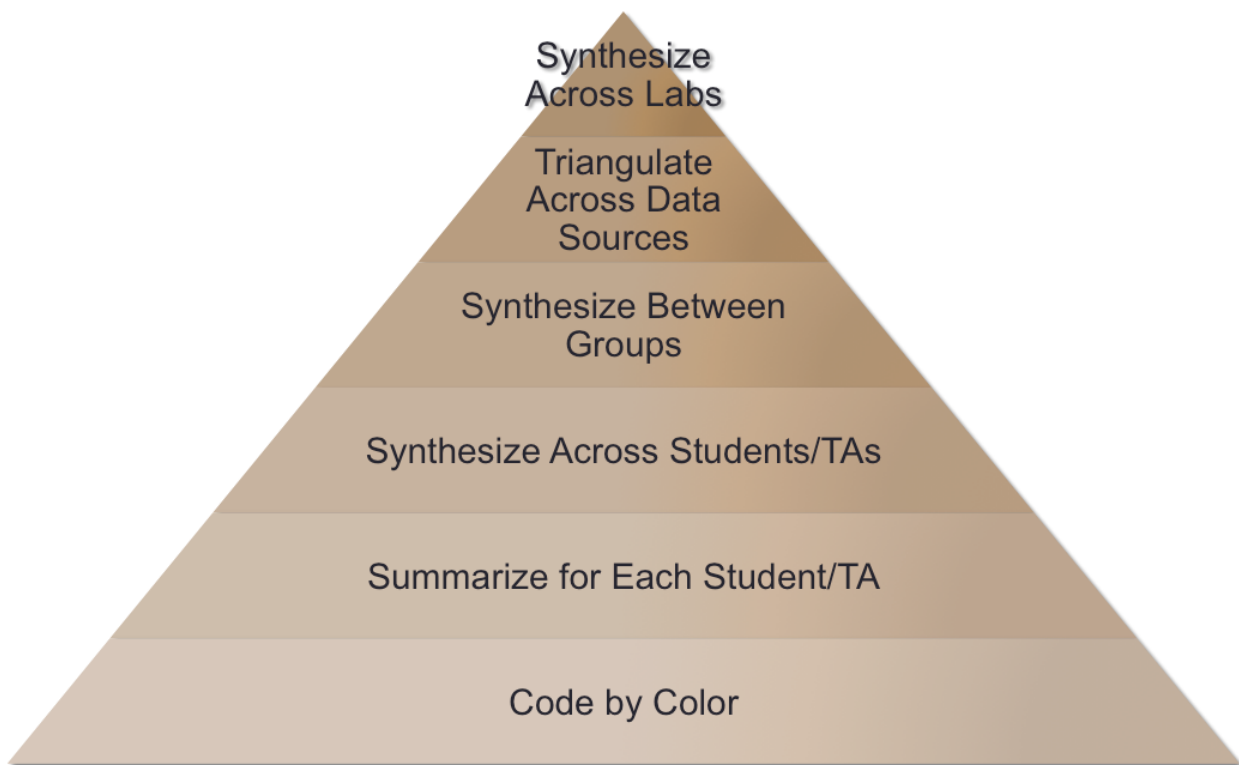 Synthesize
Across Labs
Triangulate
Across Data
Sources
Synthesize Between
Groups
Synthesize Across Students/TAs
Summarize for Each Student/TA
Code by Color